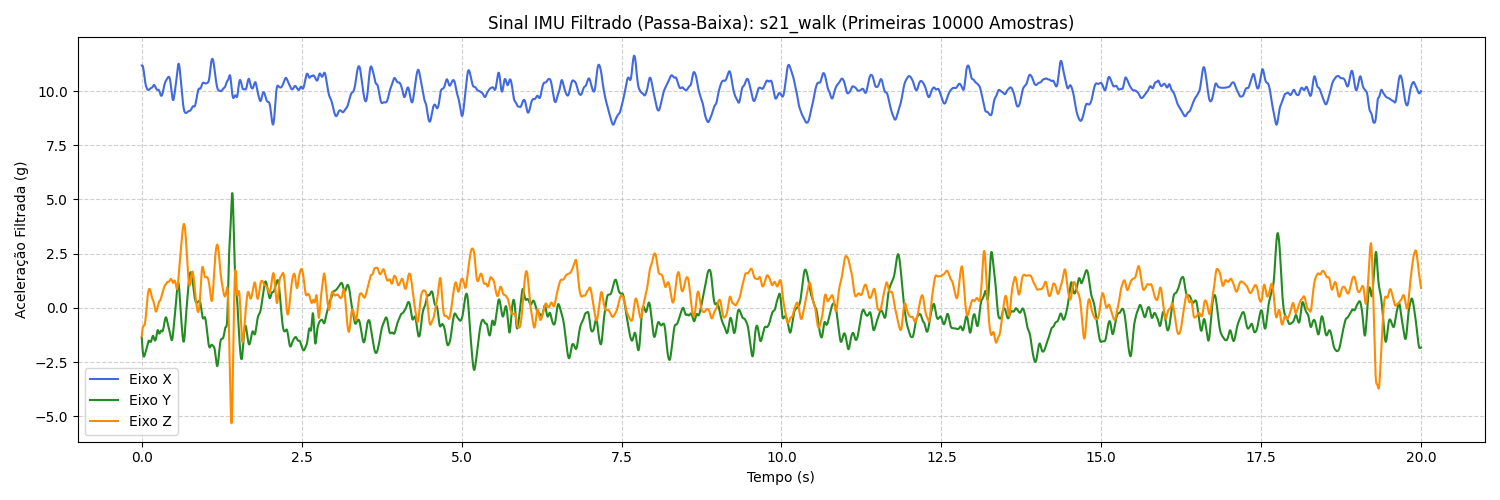 Sinal IMU Filtrado (Passa-Baixa): s21_walk (Primeiras 10000 Amostras)
Aceleração Filtrada (g)
10.0
7.5
5.0
2.5
0.0
−2.5
−5.0
Eixo X
Eixo Y
Eixo Z
0.0 2.5 5.0 7.5 10.0 12.5 15.0 17.5 20.0
Tempo (s)